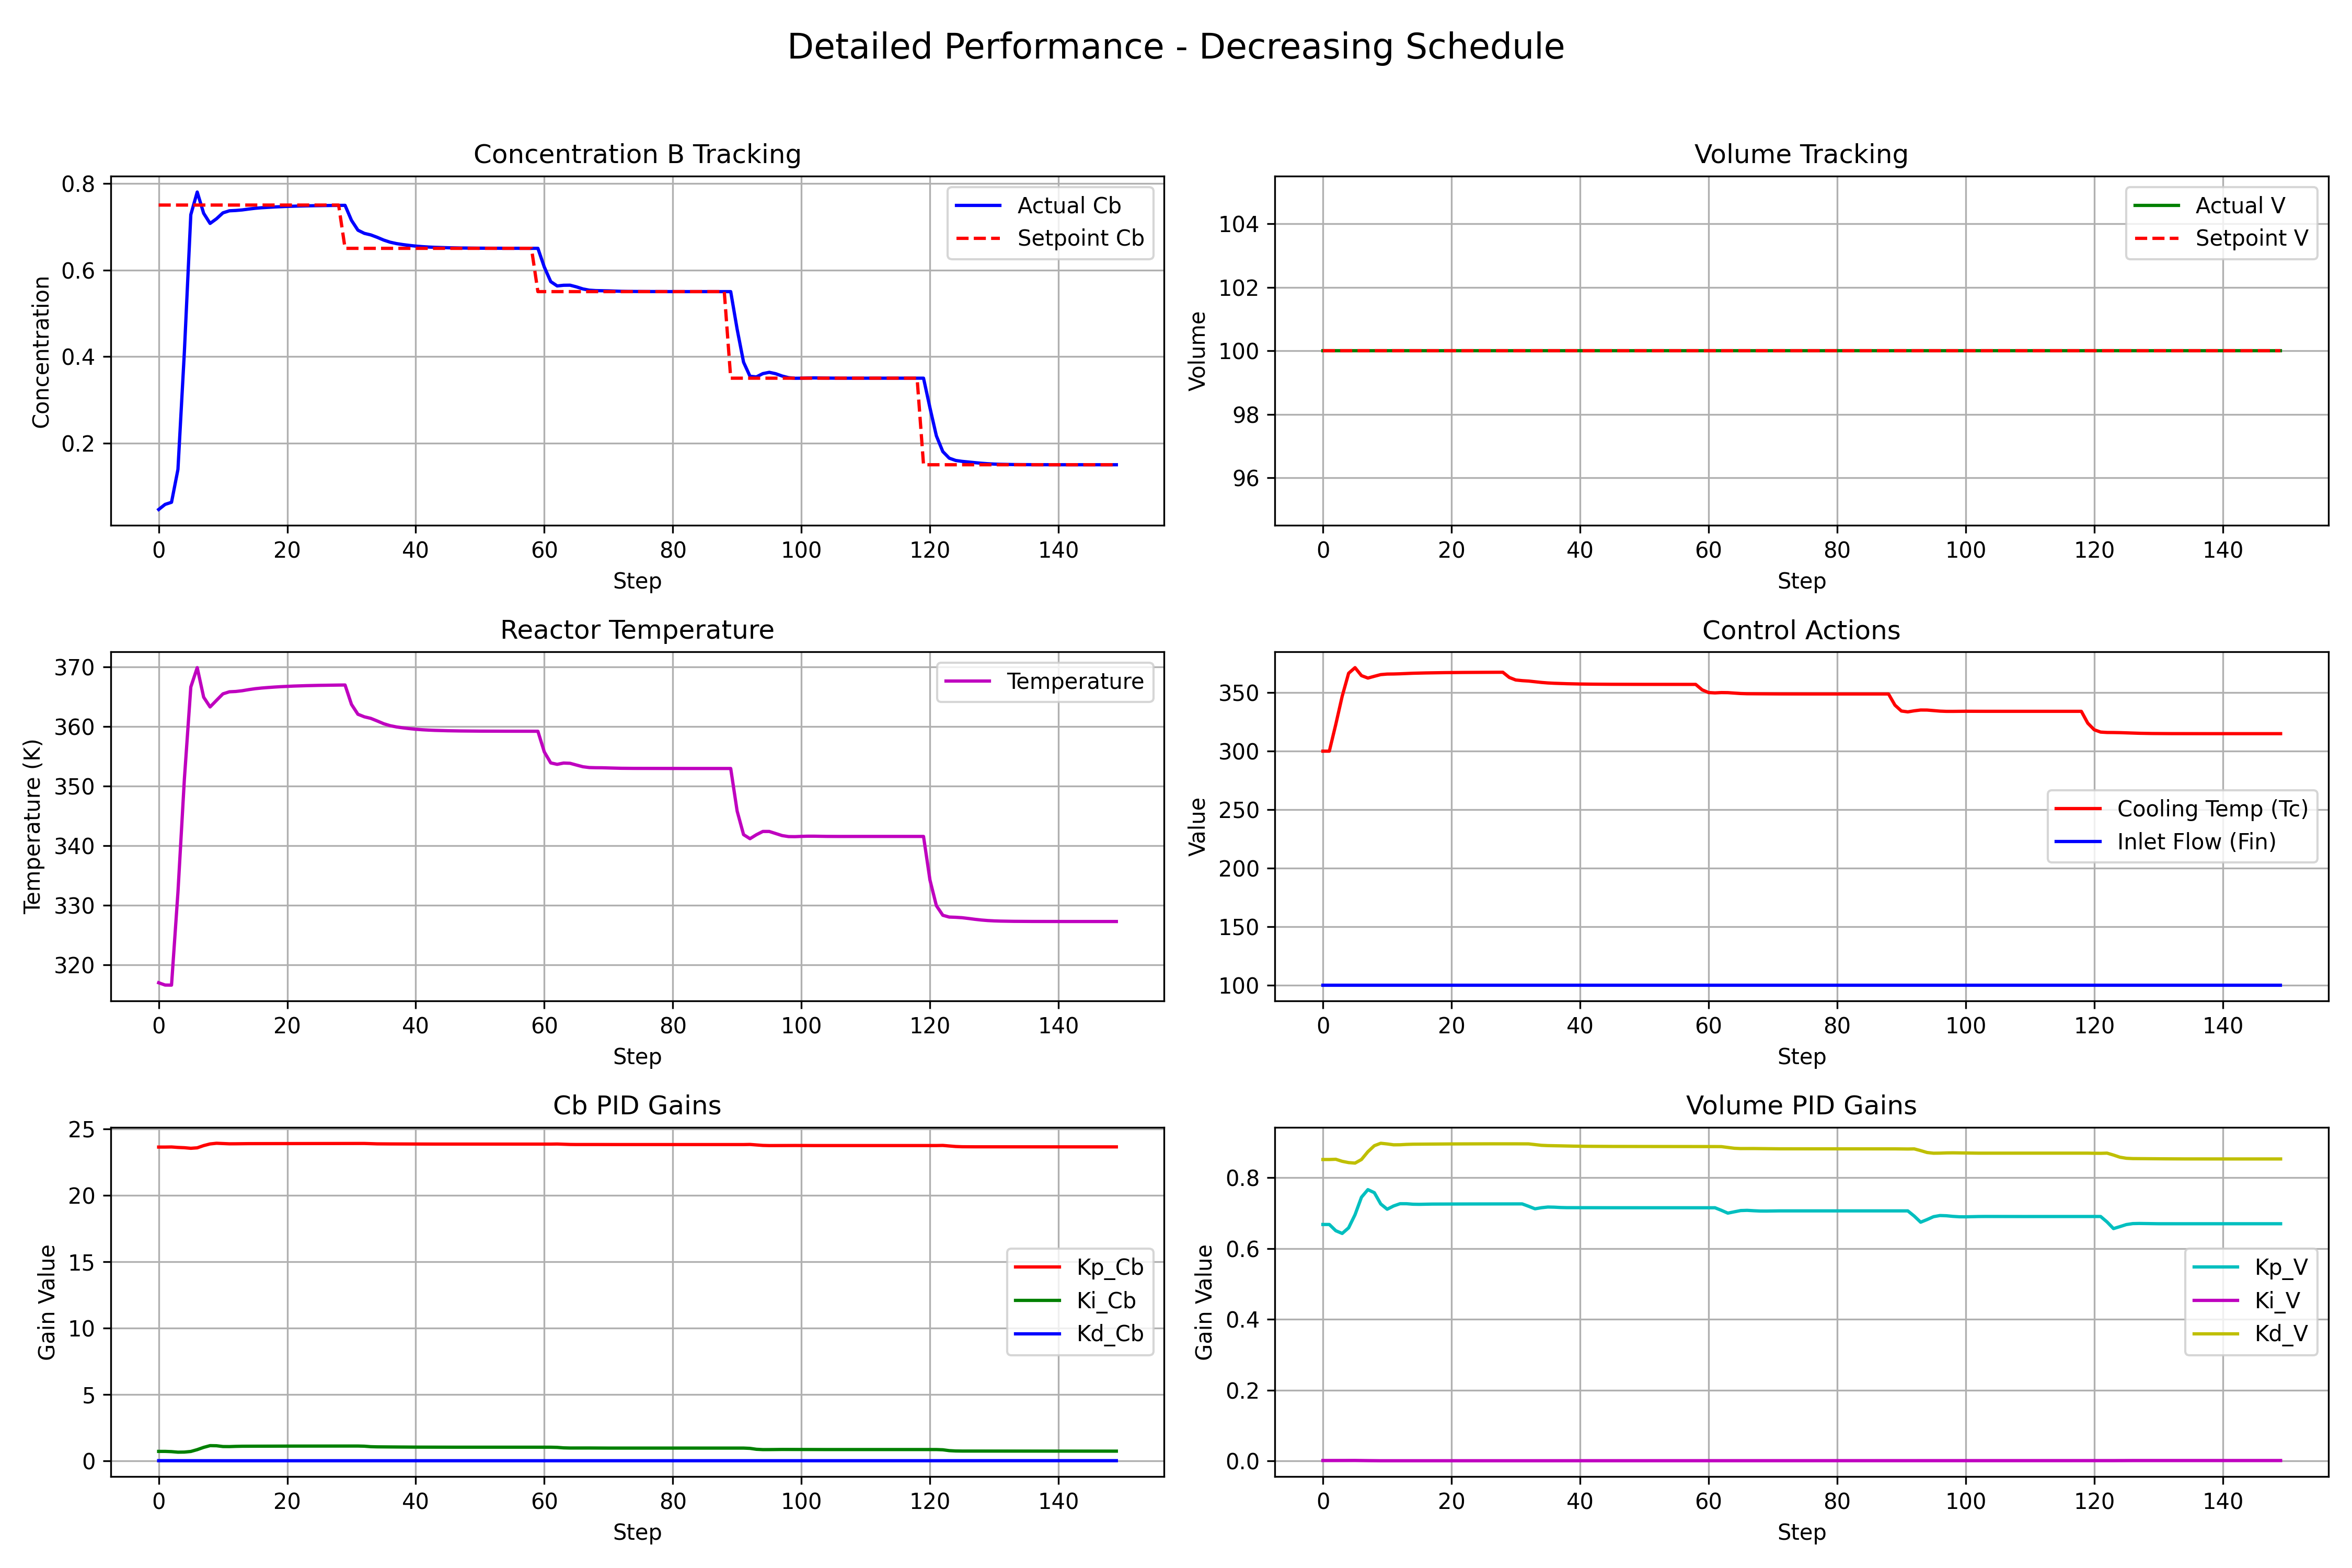 Detailed Performance - Decreasing Schedule
Concentration B Tracking
Concentration
0.8
0.6
0.4
0.2
Actual Cb
Setpoint Cb
0 20 40 60 80 100 120 140
Step
Volume Tracking
Volume
104
102
100
98
96
Actual V
Setpoint V
0 20 40 60 80 100 120 140
Step
Reactor Temperature
Temperature (K)
370
360
350
340
330
320
Temperature
0 20 40 60 80 100 120 140
Step
Control Actions
Value
350
300
250
200
150
100
Cooling Temp (Tc)
Inlet Flow (Fin)
0 20 40 60 80 100 120 140
Step
Cb PID Gains
Gain Value
25
20
15
10
5
0
Kp_Cb
Ki_Cb
Kd_Cb
0 20 40 60 80 100 120 140
Step
Volume PID Gains
Gain Value
0.8
0.6
0.4
0.2
0.0
Kp_V
Ki_V
Kd_V
0 20 40 60 80 100 120 140
Step